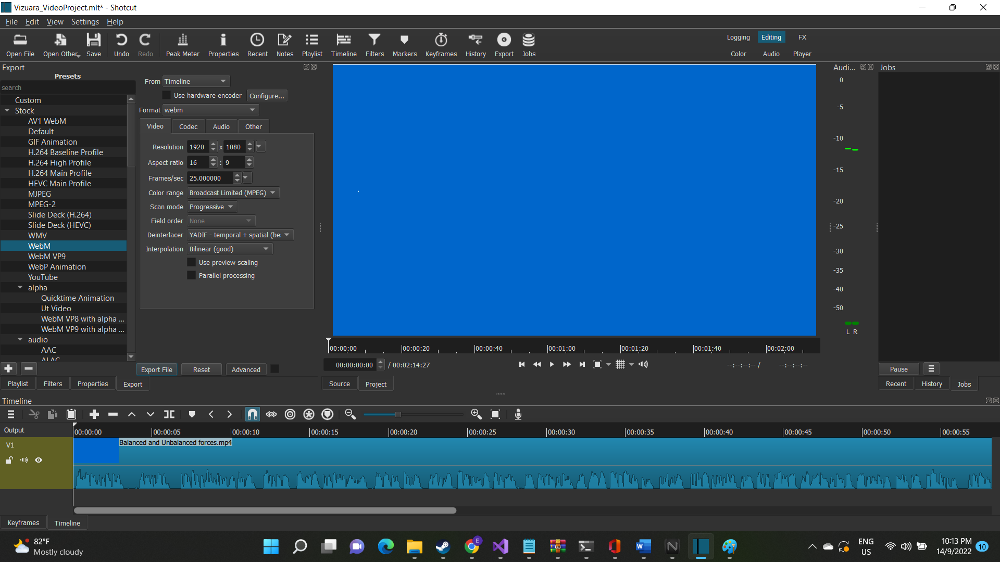 Vizuara_VideoProject.mlt* - Shotcut
File Edit View Settings Help
Open File Open Other Save Undo Redo Peak Meter Properties Recent Notes Playlist Timeline Filters Markers Keyframes History Export Jobs
Logging Editing FX
Color Audio Player
Export
Presets
search
Custom
Stock
AV1 WebM
Default
GIF Animation
H.264 Baseline Profile
H.264 High Profile
H.264 Main Profile
HEVC Main Profile
MJPEG
MPEG-2
Slide Deck (H.264)
Slide Deck (HEVC)
WMV
WebM
WebM VP9
WebP Animation
YouTube
alpha
Quicktime Animation
Ut Video
WebM VP8 with alpha ...
WebM VP9 with alpha ...
audio
AAC
ALAC
From Timeline
Use hardware encoder Configure...
Format webm
Video Codec Audio Other
Resolution 1920 x 1080
Aspect ratio 16 : 9
Frames/sec 25.000000
Color range Broadcast Limited (MPEG)
Scan mode Progressive
Field order None
Deinterlacer YADIF - temporal + spatial (be
Interpolation Bilinear (good)
Use preview scaling
Parallel processing
Export File Reset Advanced
Playlist Filters Properties Export
00:00:00 00:00:20 00:00:40 00:01:00 00:01:20 00:01:40 00:02:00
00:00:00:00 / 00:02:14:27 --:--:--:-- / --:--:--:--
Source Project
Audi...
0
-5
-10
-15
-20
-25
-30
-35
-40
-50
L R
Jobs
Pause
Recent History Jobs
Timeline
Output
00:00:00 00:00:05 00:00:10 00:00:15 00:00:20 00:00:25 00:00:30 00:00:35 00:00:40 00:00:45 00:00:50 00:00:55
V1
Balanced and Unbalanced forces.mp4
Keyframes Timeline
82°F
Mostly cloudy
E
ENG
US
10:13 PM
14/9/2022
10